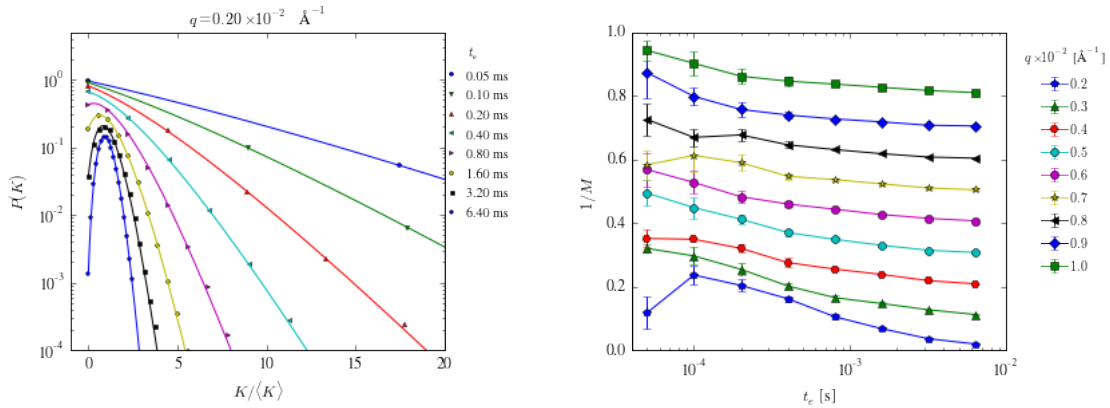 q=0.20×10⁻² Å⁻¹
P(K)
10⁰
10⁻¹
10⁻²
10⁻³
10⁻⁴
0 5 10 15 20
K/⟨K⟩
tₑ
0.05 ms
0.10 ms
0.20 ms
0.40 ms
0.80 ms
1.60 ms
3.20 ms
6.40 ms
1/M
1.0
0.8
0.6
0.4
0.2
0.0
10⁻⁴ 10⁻³ 10⁻²
tₑ [s]
q×10⁻² [Å⁻¹]
0.2
0.3
0.4
0.5
0.6
0.7
0.8
0.9
1.0